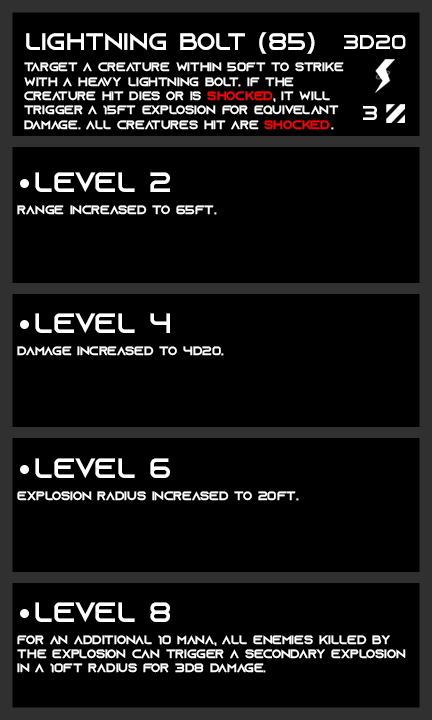 LIGHTNING BOLT (85) 3D20
TARGET A CREATURE WITHIN 50FT TO STRIKE
WITH A HEAVY LIGHTNING BOLT. IF THE
CREATURE HIT DIES OR IS SHOCKED, IT WILL
TRIGGER A 15FT EXPLOSION FOR EQUIVELANT
DAMAGE. ALL CREATURES HIT ARE SHOCKED.
3
•LEVEL 2
RANGE INCREASED TO 65FT.
•LEVEL 4
DAMAGE INCREASED TO 4D20.
•LEVEL 6
EXPLOSION RADIUS INCREASED TO 20FT.
•LEVEL 8
FOR AN ADDITIONAL 10 MANA, ALL ENEMIES KILLED BY
THE EXPLOSION CAN TRIGGER A SECONDARY EXPLOSION
IN A 10FT RADIUS FOR 3D8 DAMAGE.